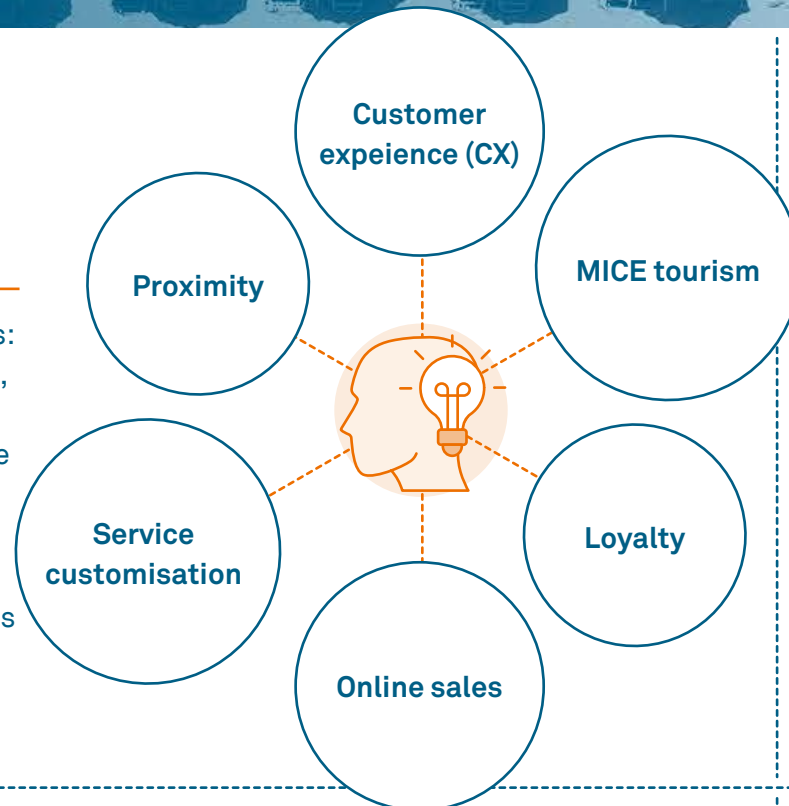 Customer
expeience (CX)
MICE tourism
Proximity
s:
,
e
Service
customisation
Loyalty
s
Online sales